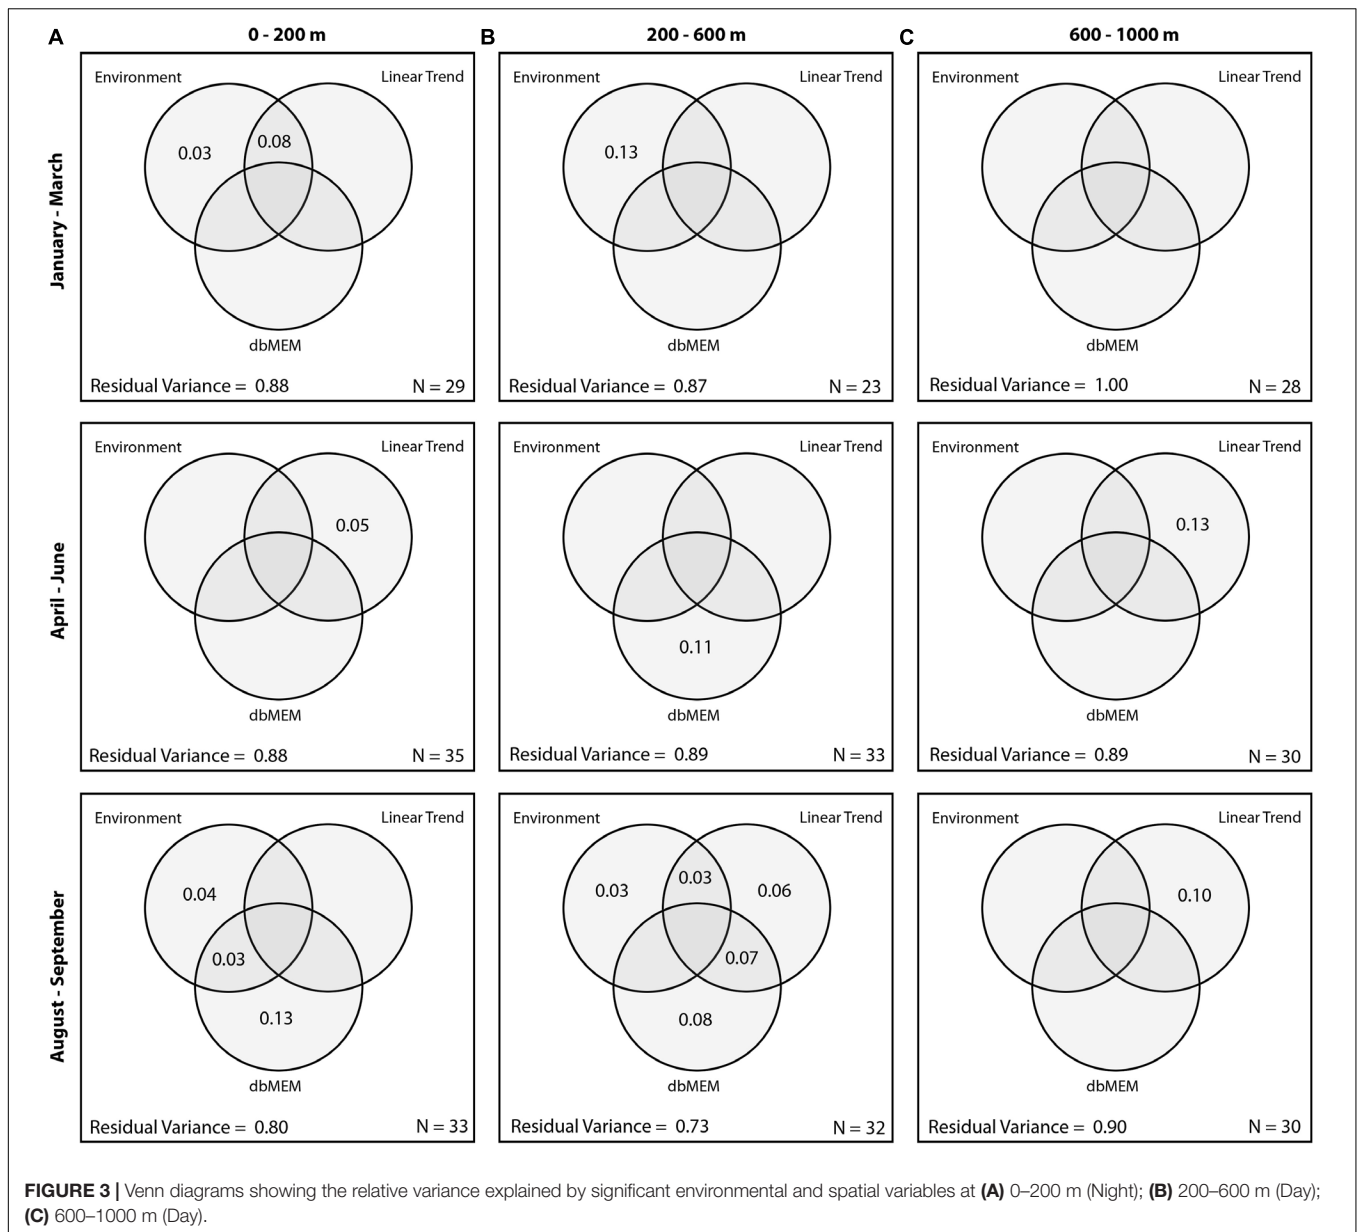 A 0 - 200 m B 200 - 600 m C 600 - 1000 m
January - March
Environment Linear Trend
0.03 0.08
dbMEM
Residual Variance = 0.88 N = 29
Environment Linear Trend
0.13
dbMEM
Residual Variance = 0.87 N = 23
Environment Linear Trend
dbMEM
Residual Variance = 1.00 N = 28
April - June
Environment Linear Trend
0.05
dbMEM
Residual Variance = 0.88 N = 35
Environment Linear Trend
0.11
dbMEM
Residual Variance = 0.89 N = 33
Environment Linear Trend
0.13
dbMEM
Residual Variance = 0.89 N = 30
August - September
Environment Linear Trend
0.04
0.03
0.13
dbMEM
Residual Variance = 0.80 N = 33
Environment Linear Trend
0.03 0.03 0.06
0.07
0.08
dbMEM
Residual Variance = 0.73 N = 32
Environment Linear Trend
0.10
dbMEM
Residual Variance = 0.90 N = 30
FIGURE 3 | Venn diagrams showing the relative variance explained by significant environmental and spatial variables at (A) 0–200 m (Night); (B) 200–600 m (Day);
(C) 600–1000 m (Day).